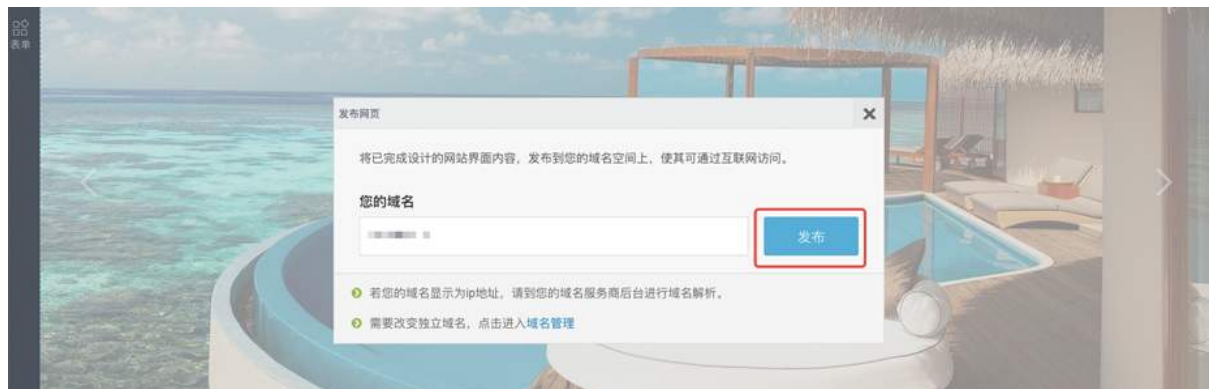 表单
发布网页
将已完成设计的网站界面内容，发布到您的域名空间上，使其可通过互联网访问。
您的域名
发布
若您的域名显示为ip地址，请到您的域名服务商后台进行域名解析。
需要改变独立域名，点击进入域名管理